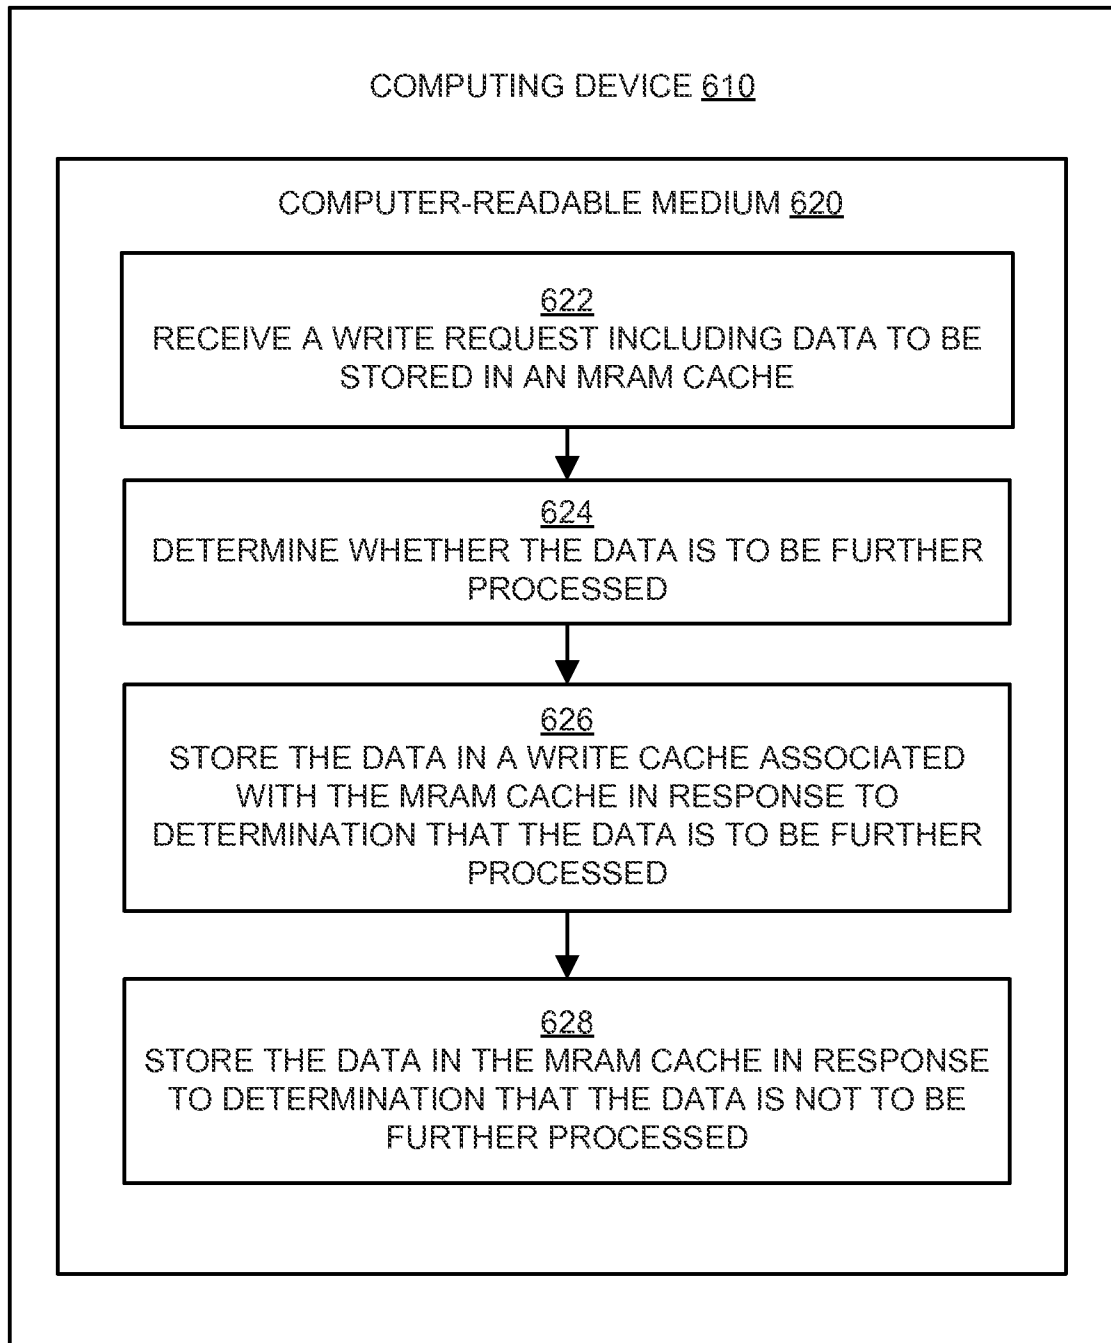 COMPUTING DEVICE 610
COMPUTER-READABLE MEDIUM 620
622
RECEIVE A WRITE REQUEST INCLUDING DATA TO BE
STORED IN AN MRAM CACHE
624
DETERMINE WHETHER THE DATA IS TO BE FURTHER
PROCESSED
626
STORE THE DATA IN A WRITE CACHE ASSOCIATED
WITH THE MRAM CACHE IN RESPONSE TO
DETERMINATION THAT THE DATA IS TO BE FURTHER
PROCESSED
628
STORE THE DATA IN THE MRAM CACHE IN RESPONSE
TO DETERMINATION THAT THE DATA IS NOT TO BE
FURTHER PROCESSED